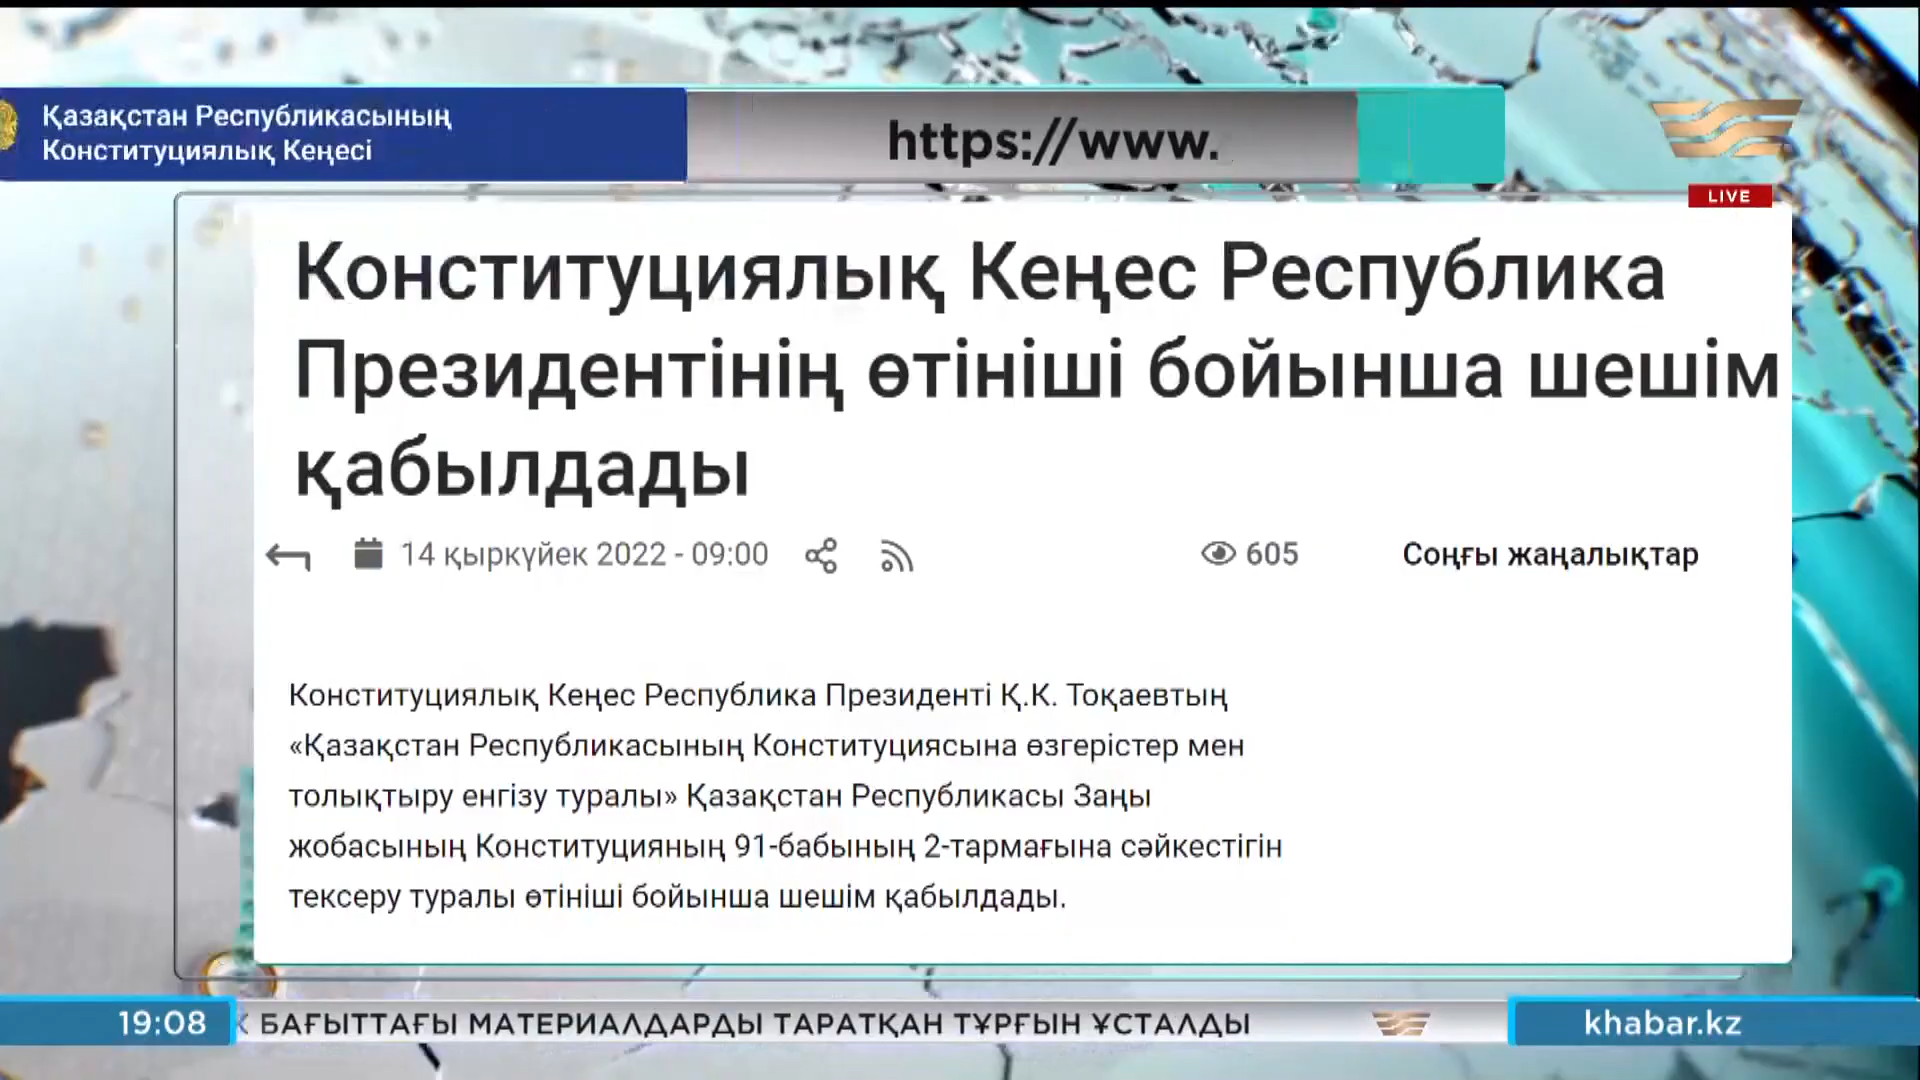 Қазақстан Республикасының
Конституциялық Кеңесі
https://www.
LIVE
Конституциялық Кеңес Республика
Президентінің өтініші бойынша шешім
қабылдады
14 қыркүйек 2022 - 09:00
605
Соңғы жаңалықтар
Конституциялық Кеңес Республика Президенті Қ.К. Тоқаевтың
«Қазақстан Республикасының Конституциясына өзгерістер мен
толықтыру енгізу туралы» Қазақстан Республикасы Заңы
жобасының Конституцияның 91-бабының 2-тармағына сәйкестігін
тексеру туралы өтініші бойынша шешім қабылдады.
19:08
БАҒЫТТАҒЫ МАТЕРИАЛДАРДЫ ТАРАТҚАН ТҰРҒЫН ҰСТАЛДЫ
khabar.kz